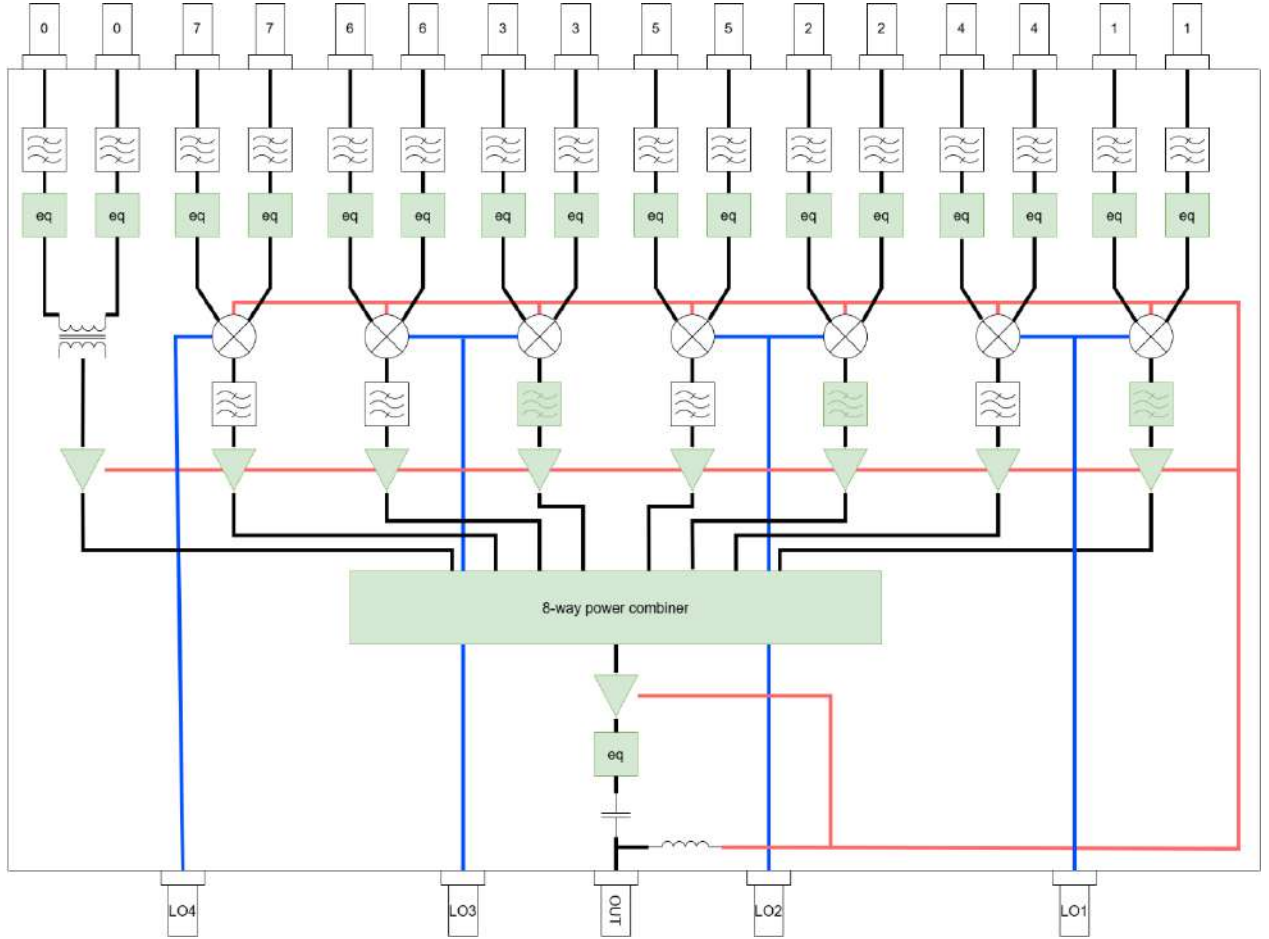 0 0 7 7 6 6 3 3 5 5 2 2 4 4 1 1
eq eq eq eq eq eq eq eq eq eq eq eq eq eq eq eq
8-way power combiner
eq
LO4 LO3 OUT LO2 LO1